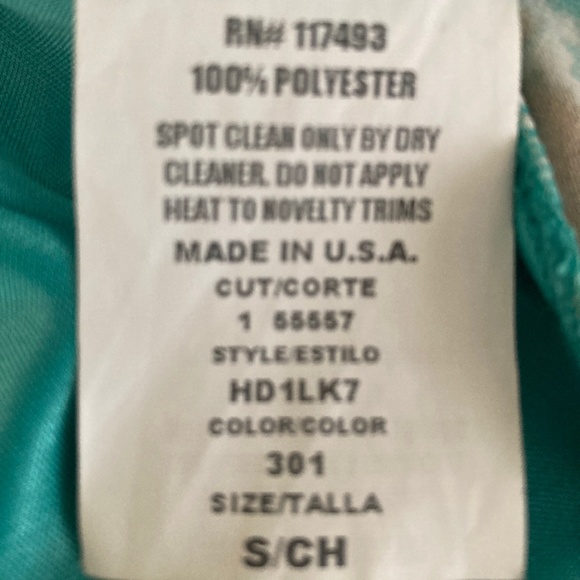 RN# 117493
100% POLYESTER
SPOT CLEAN ONLY BY DRY
CLEANER. DO NOT APPLY
HEAT TO NOVELTY TRIMS
MADE IN U.S.A.
CUT/CORTE
1 55557
STYLE/ESTILO
HD1LK7
COLOR/COLOR
301
SIZE/TALLA
S/CH